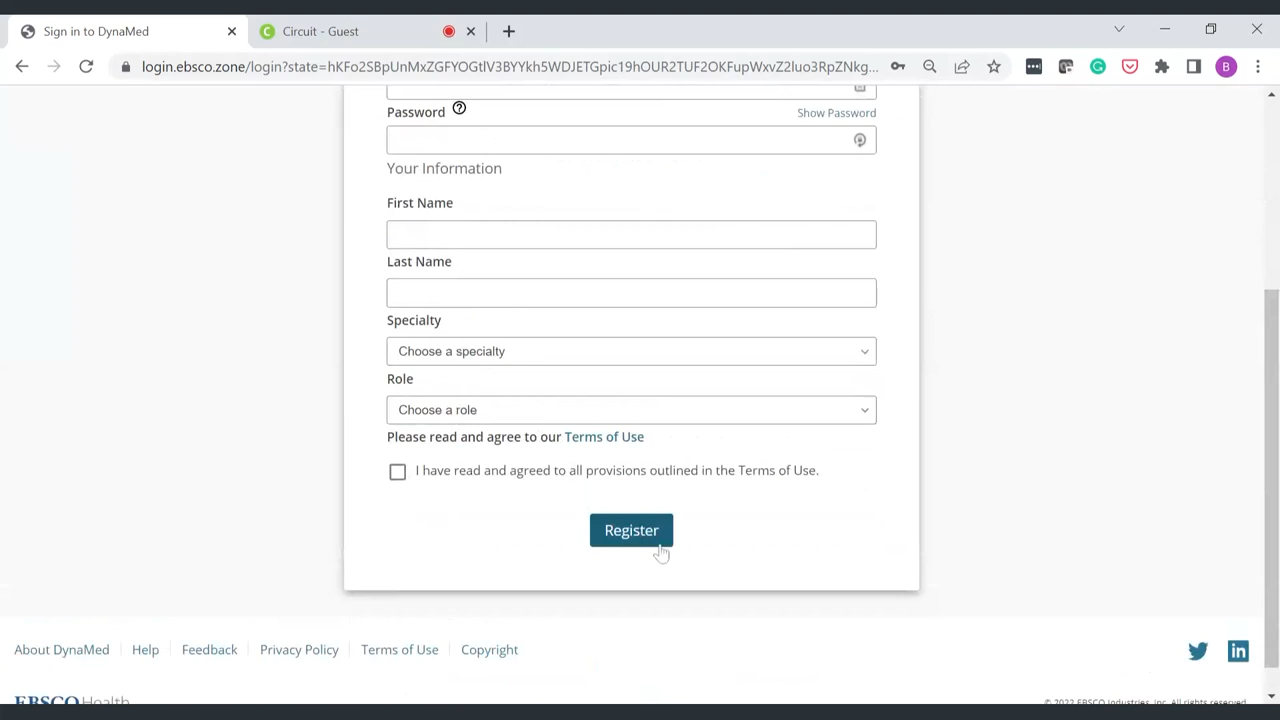 Sign in to DynaMed
Circuit - Guest
login.ebsco.zone/login?state=hKFo2SBpUnMxZGFYOGtlV3BYYkh5WDJETGpic19hOUR2TUF2OKFupWxvZ2luo3RpZNkg...
B
Password
Show Password
Your Information
First Name
Last Name
Specialty
Choose a specialty
Role
Choose a role
Please read and agree to our Terms of Use
I have read and agreed to all provisions outlined in the Terms of Use.
Register
About DynaMed
Help
Feedback
Privacy Policy
Terms of Use
Copyright
EBSCO Health
© 2022 EBSCO Industries, Inc. All rights reserved.